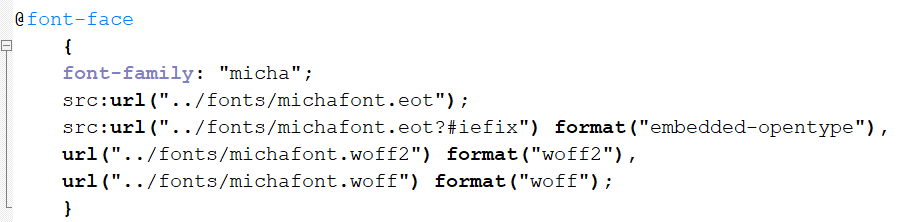 @font-face
{
font-family: "micha";
src:url("../fonts/michafont.eot");
src:url("../fonts/michafont.eot?#iefix") format("embedded-opentype"),
url("../fonts/michafont.woff2") format("woff2"),
url("../fonts/michafont.woff") format("woff");
}